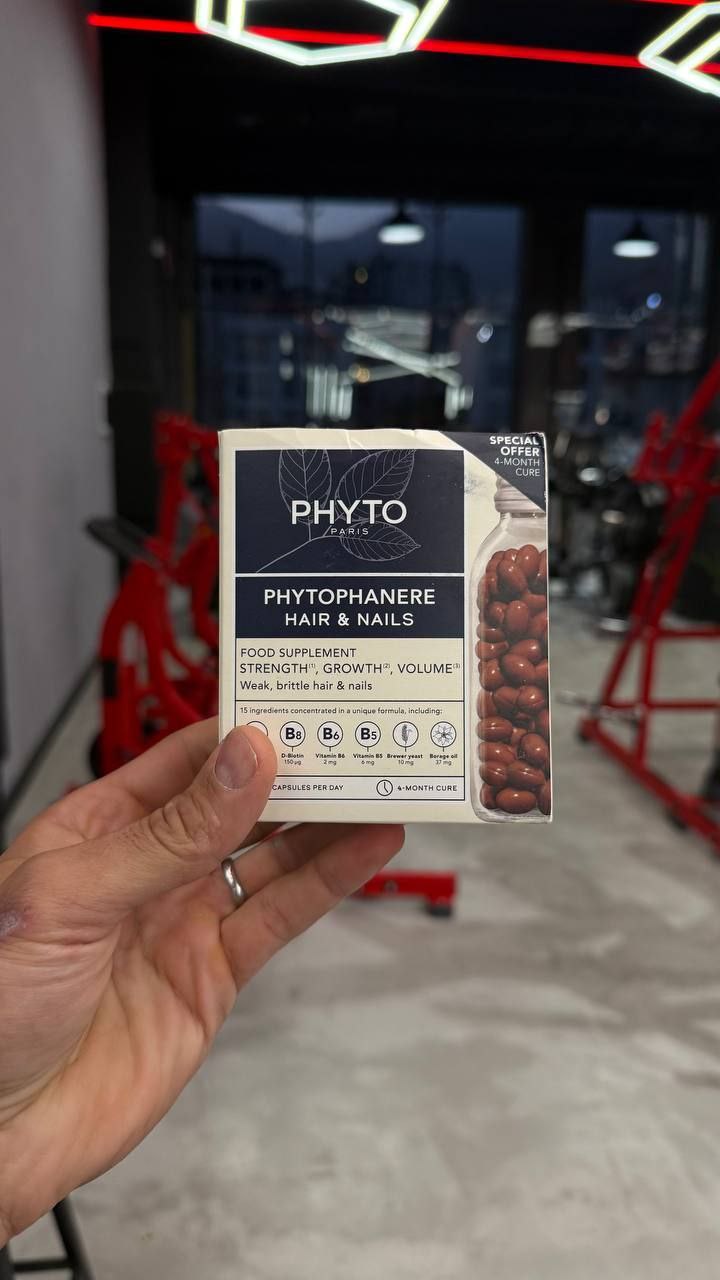 SPECIAL
OFFER
4-MONTH
CURE
PHYTO
PARIS
PHYTOPHANERE
HAIR & NAILS
FOOD SUPPLEMENT
STRENGTH(1), GROWTH(2), VOLUME(3)
Weak, brittle hair & nails
15 ingredients concentrated in a unique formula, including:
B8 B6 B5
D-Biotin Vitamin B6 Vitamin B5 Brewer yeast Borage oil
150 µg 2 mg 6 mg 10 mg 37 mg
CAPSULES PER DAY 4-MONTH CURE